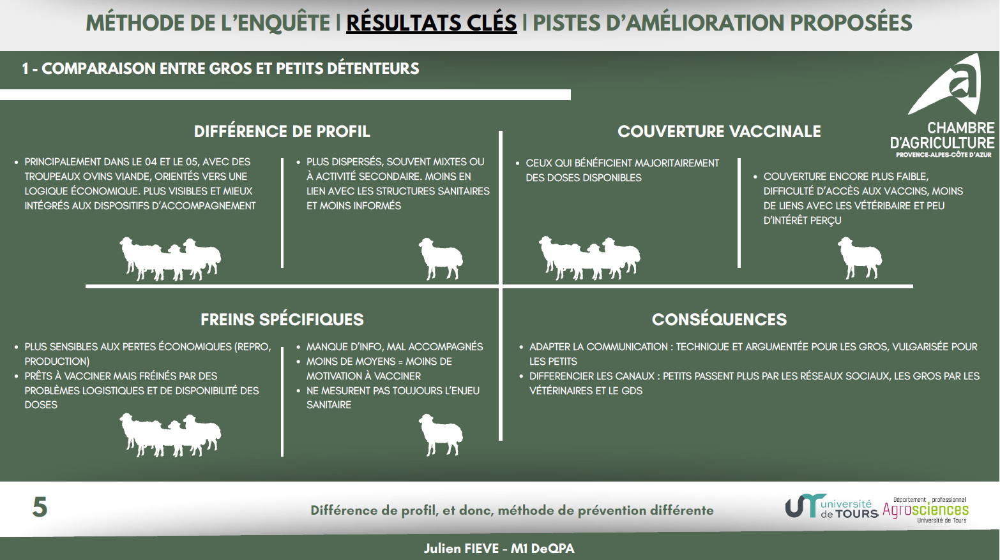 MÉTHODE DE L'ENQUÊTE | RÉSULTATS CLÉS | PISTES D'AMÉLIORATION PROPOSÉES
1 - COMPARAISON ENTRE GROS ET PETITS DÉTENTEURS
CHAMBRE
D'AGRICULTURE
PROVENCE-ALPES-CÔTE D'AZUR
DIFFÉRENCE DE PROFIL
• PRINCIPALEMENT DANS LE 04 ET LE 05, AVEC DES
TROUPEAUX OVINS VIANDE, ORIENTÉS VERS UNE
LOGIQUE ÉCONOMIQUE. PLUS VISIBLES ET MIEUX
INTÉGRÉS AUX DISPOSITIFS D'ACCOMPAGNEMENT
• PLUS DISPERSÉS, SOUVENT MIXTES OU
À ACTIVITÉ SECONDAIRE. MOINS EN
LIEN AVEC LES STRUCTURES SANITAIRES
ET MOINS INFORMÉS
COUVERTURE VACCINALE
• CEUX QUI BÉNÉFICIENT MAJORITAIREMENT
DES DOSES DISPONIBLES
• COUVERTURE ENCORE PLUS FAIBLE,
DIFFICULTÉ D'ACCÈS AUX VACCINS, MOINS
DE LIENS AVEC LES VÉTÉRIBAIRE ET PEU
D'INTÉRÊT PERÇU
FREINS SPÉCIFIQUES
• PLUS SENSIBLES AUX PERTES ÉCONOMIQUES (REPRO,
PRODUCTION)
• PRÊTS À VACCINER MAIS FRÉINÉS PAR DES
PROBLÈMES LOGISTIQUES ET DE DISPONIBILITÉ DES
DOSES
• MANQUE D'INFO, MAL ACCOMPAGNÉS
• MOINS DE MOYENS = MOINS DE
MOTIVATION À VACCINER
• NE MESURENT PAS TOUJOURS L'ENJEU
SANITAIRE
CONSÉQUENCES
• ADAPTER LA COMMUNICATION : TECHNIQUE ET ARGUMENTÉE POUR LES GROS, VULGARISÉE POUR
LES PETITS
• DIFFERENCIER LES CANAUX : PETITS PASSENT PLUS PAR LES RÉSEAUX SOCIAUX, LES GROS PAR LES
VÉTÉRINAIRES ET LE GDS
5
Différence de profil, et donc, méthode de prévention différente
université
de TOURS
Département professionnel
Agrosciences
Université de Tours
Julien FIEVE - M1 DeQPA